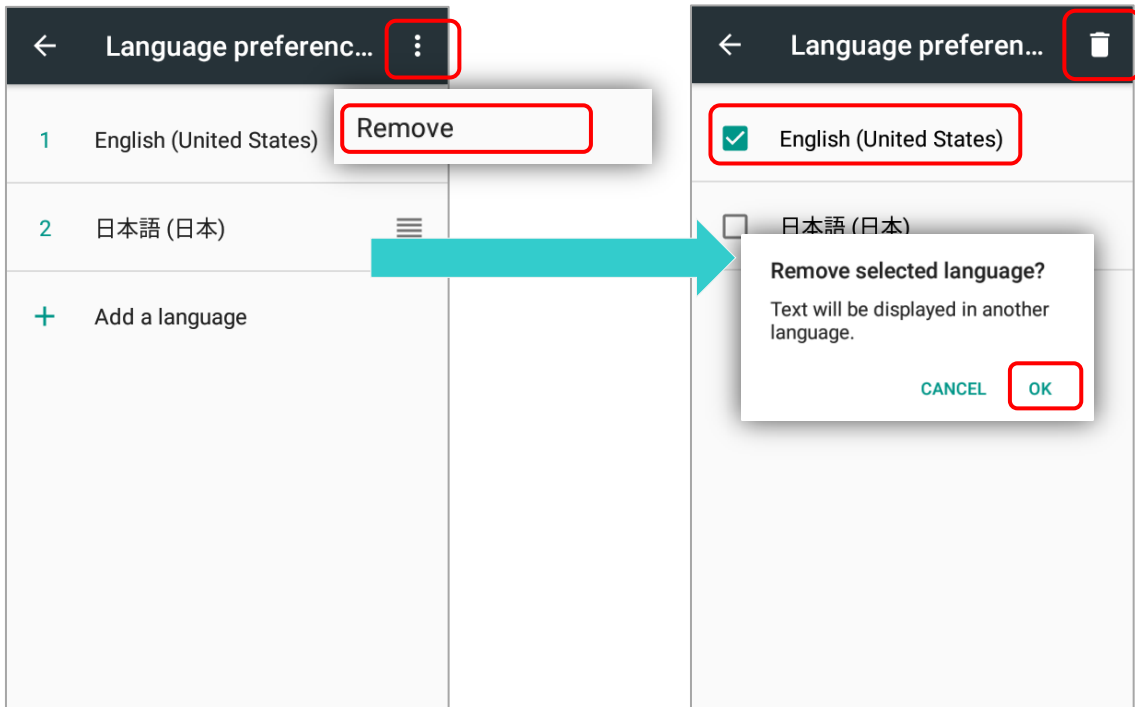 Language preferenc...
Remove
1 English (United States)
2 日本語 (日本)
Add a language
Language preferen...
English (United States)
日本語 (日本)
Remove selected language?
Text will be displayed in another
language.
CANCEL OK